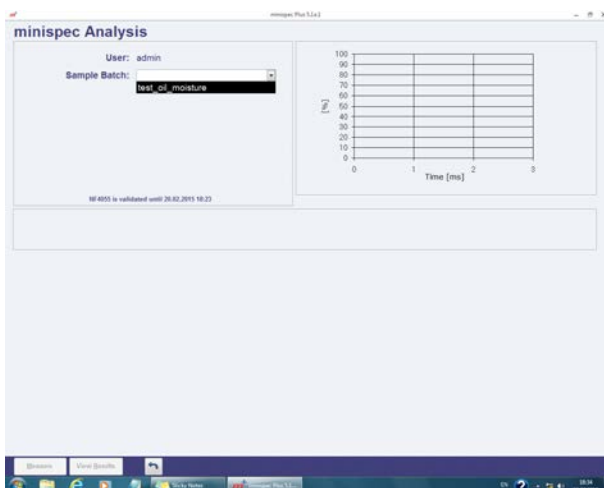 minispec Plus 5.1.e.1
minispec Analysis
User: admin
Sample Batch:
test_oil_moisture
NF4055 is validated until 20.02.2015 18:23
100
90
80
70
60
50
40
30
20
10
0
[%]
0 1 2 3
Time [ms]
Measure
View Results
Sticky Notes
minispec Plus 5.1....
EN
18:34